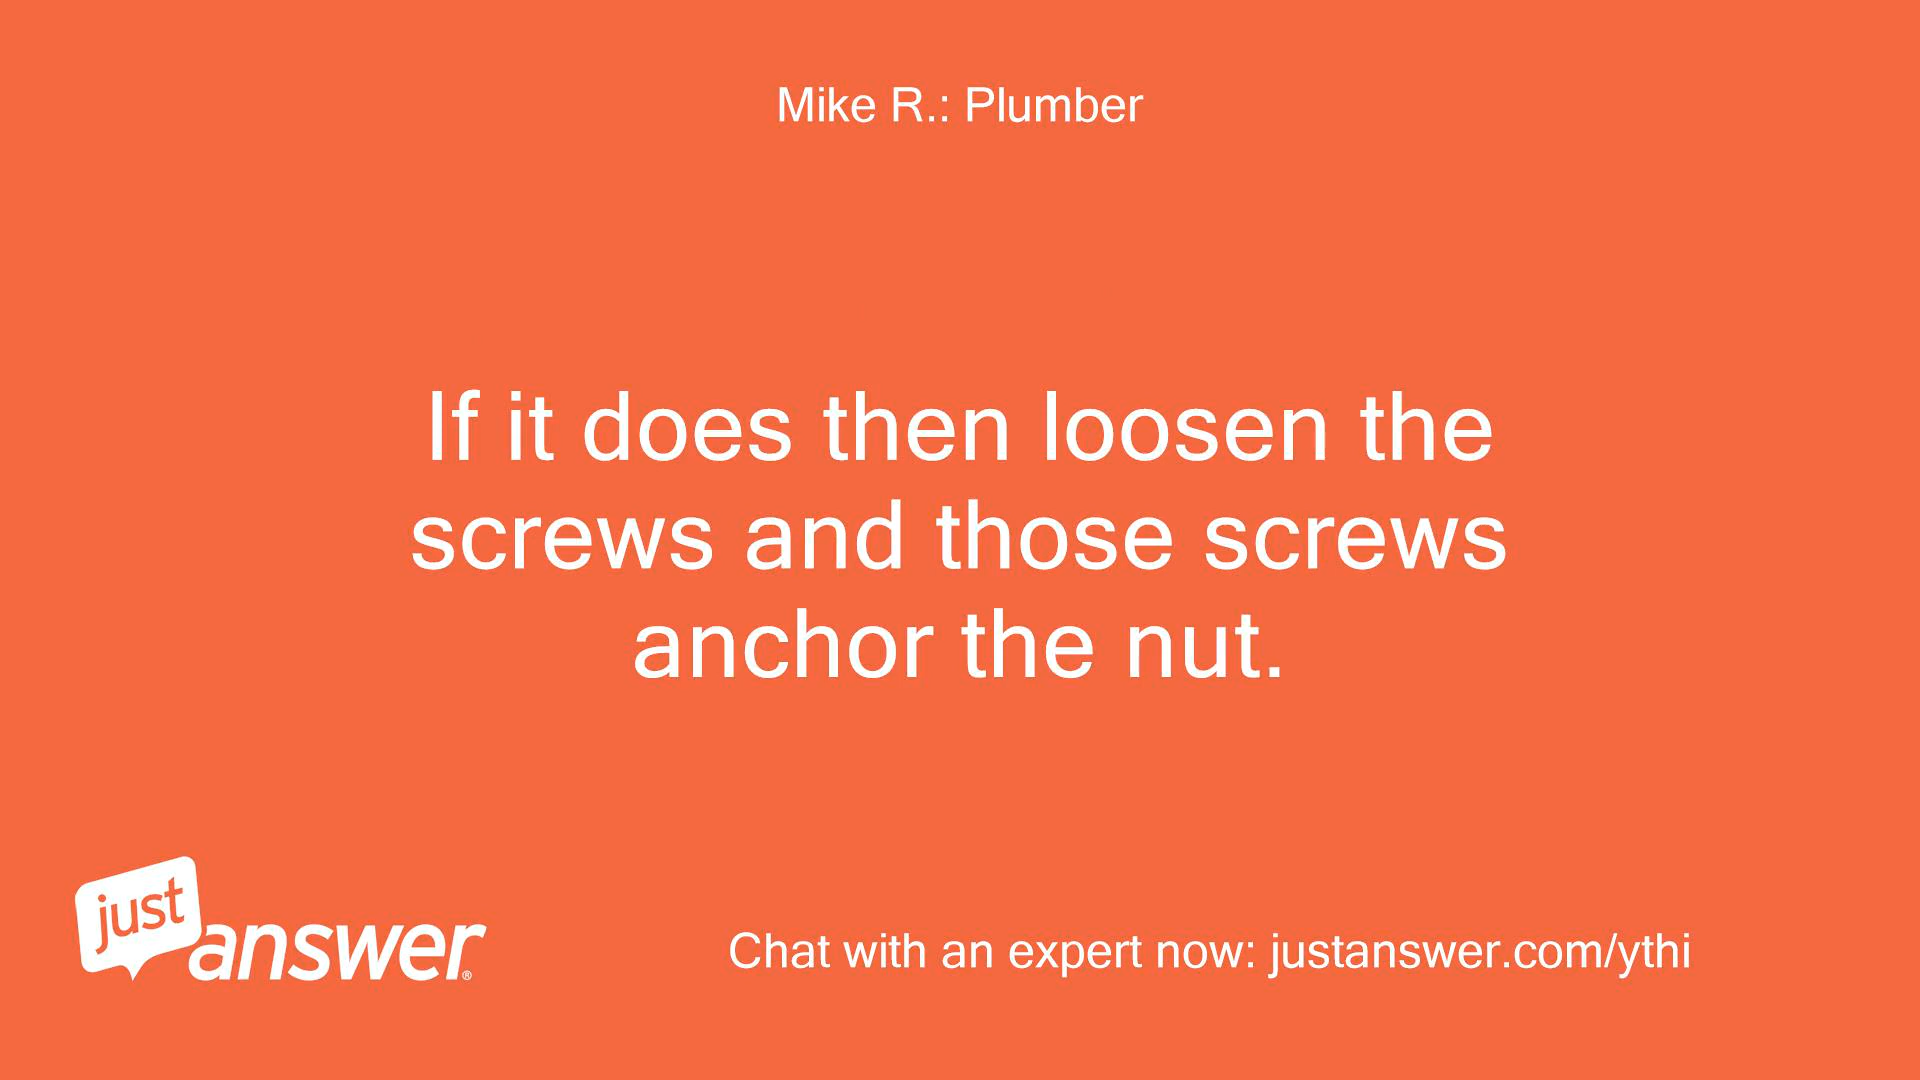 Mike R.: Plumber
If it does then loosen the
screws and those screws
anchor the nut.
just
answer®
Chat with an expert now: justanswer.com/ythi